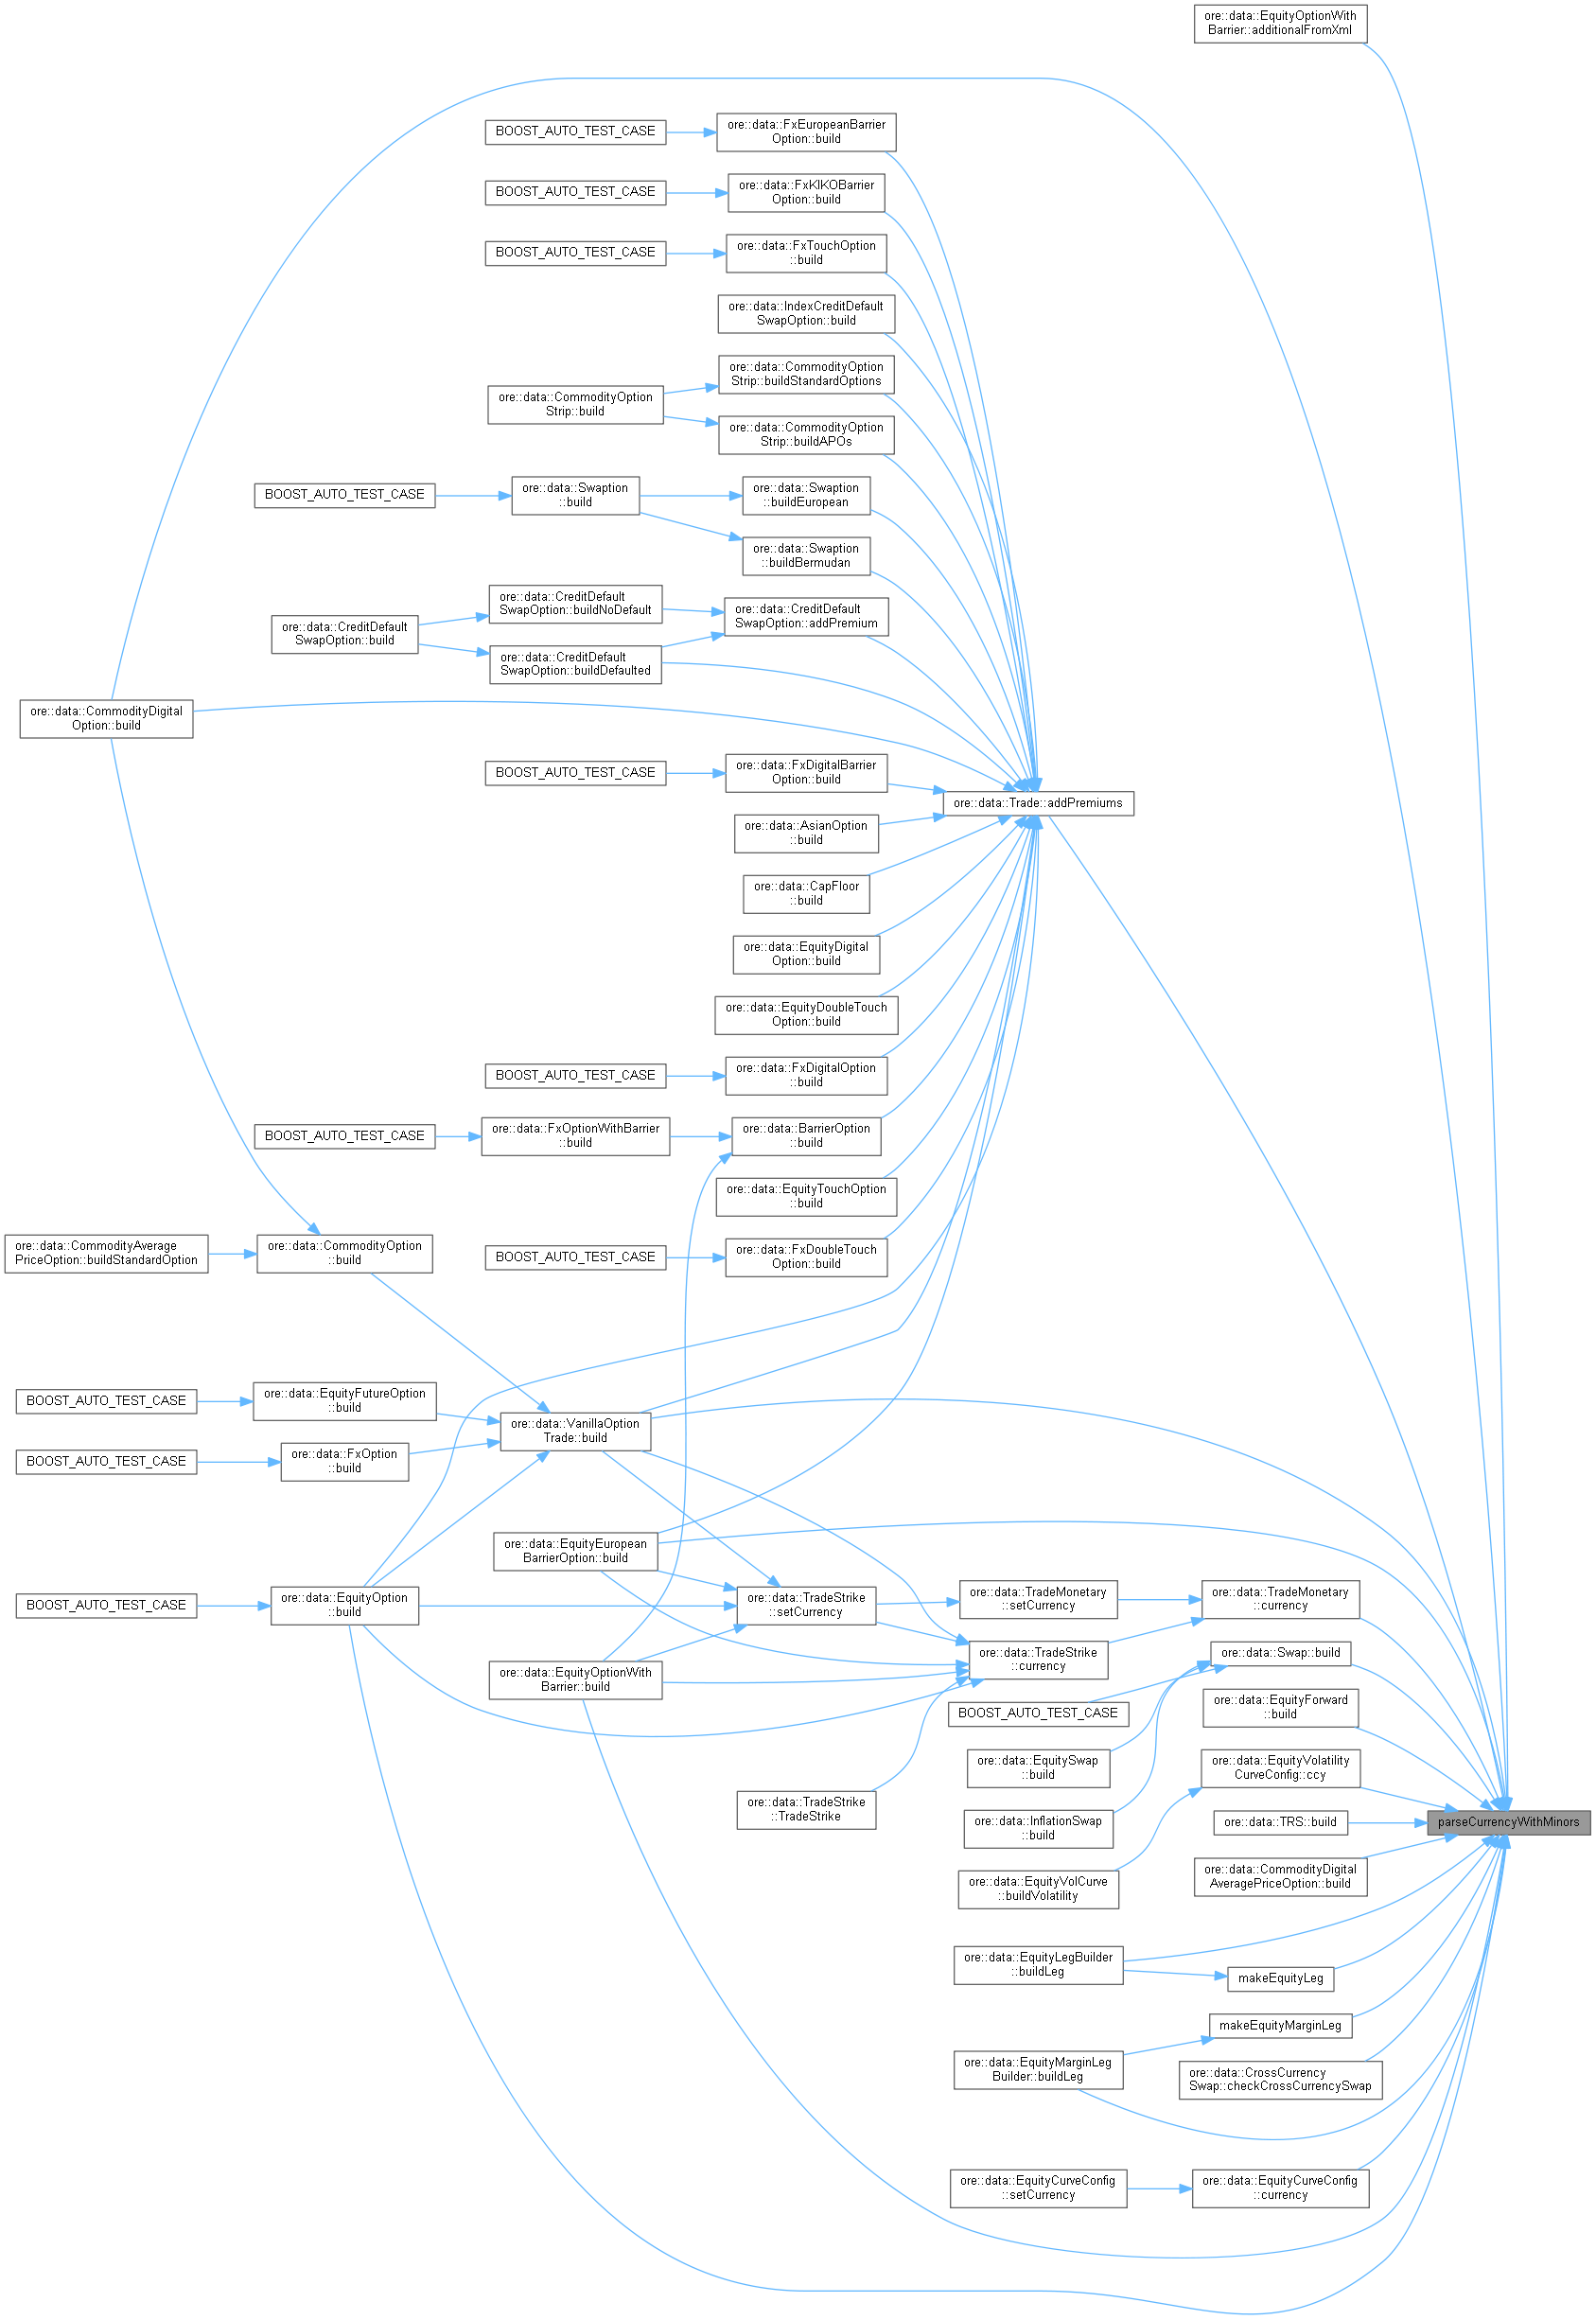 ore::data::EquityOptionWith
Barrier::additionalFromXml
ore::data::FxEuropeanBarrier
Option::build
BOOST_AUTO_TEST_CASE
ore::data::FxKIKOBarrier
Option::build
BOOST_AUTO_TEST_CASE
ore::data::FxTouchOption
::build
BOOST_AUTO_TEST_CASE
ore::data::IndexCreditDefault
SwapOption::build
ore::data::CommodityOption
Strip::buildStandardOptions
ore::data::CommodityOption
Strip::build
ore::data::CommodityOption
Strip::buildAPOs
BOOST_AUTO_TEST_CASE
ore::data::Swaption
::build
ore::data::Swaption
::buildEuropean
ore::data::Swaption
::buildBermudan
ore::data::CreditDefault
SwapOption::buildNoDefault
ore::data::CreditDefault
SwapOption::addPremium
ore::data::CreditDefault
SwapOption::build
ore::data::CreditDefault
SwapOption::buildDefaulted
ore::data::CommodityDigital
Option::build
BOOST_AUTO_TEST_CASE
ore::data::FxDigitalBarrier
Option::build
ore::data::Trade::addPremiums
ore::data::AsianOption
::build
ore::data::CapFloor
::build
ore::data::EquityDigital
Option::build
ore::data::EquityDoubleTouch
Option::build
BOOST_AUTO_TEST_CASE
ore::data::FxDigitalOption
::build
BOOST_AUTO_TEST_CASE
ore::data::FxOptionWithBarrier
::build
ore::data::BarrierOption
::build
ore::data::EquityTouchOption
::build
ore::data::CommodityAverage
PriceOption::buildStandardOption
ore::data::CommodityOption
::build
BOOST_AUTO_TEST_CASE
ore::data::FxDoubleTouch
Option::build
BOOST_AUTO_TEST_CASE
ore::data::EquityFutureOption
::build
ore::data::VanillaOption
Trade::build
BOOST_AUTO_TEST_CASE
ore::data::FxOption
::build
ore::data::EquityEuropean
BarrierOption::build
BOOST_AUTO_TEST_CASE
ore::data::EquityOption
::build
ore::data::TradeStrike
::setCurrency
ore::data::TradeMonetary
::setCurrency
ore::data::TradeMonetary
::currency
ore::data::EquityOptionWith
Barrier::build
ore::data::TradeStrike
::currency
ore::data::Swap::build
BOOST_AUTO_TEST_CASE
ore::data::EquityForward
::build
ore::data::EquitySwap
::build
ore::data::EquityVolatility
CurveConfig::ccy
ore::data::TradeStrike
::TradeStrike
ore::data::InflationSwap
::build
ore::data::TRS::build
parseCurrencyWithMinors
ore::data::EquityVolCurve
::buildVolatility
ore::data::CommodityDigital
AveragePriceOption::build
ore::data::EquityLegBuilder
::buildLeg
makeEquityLeg
makeEquityMarginLeg
ore::data::EquityMarginLeg
Builder::buildLeg
ore::data::CrossCurrency
Swap::checkCrossCurrencySwap
ore::data::EquityCurveConfig
::setCurrency
ore::data::EquityCurveConfig
::currency